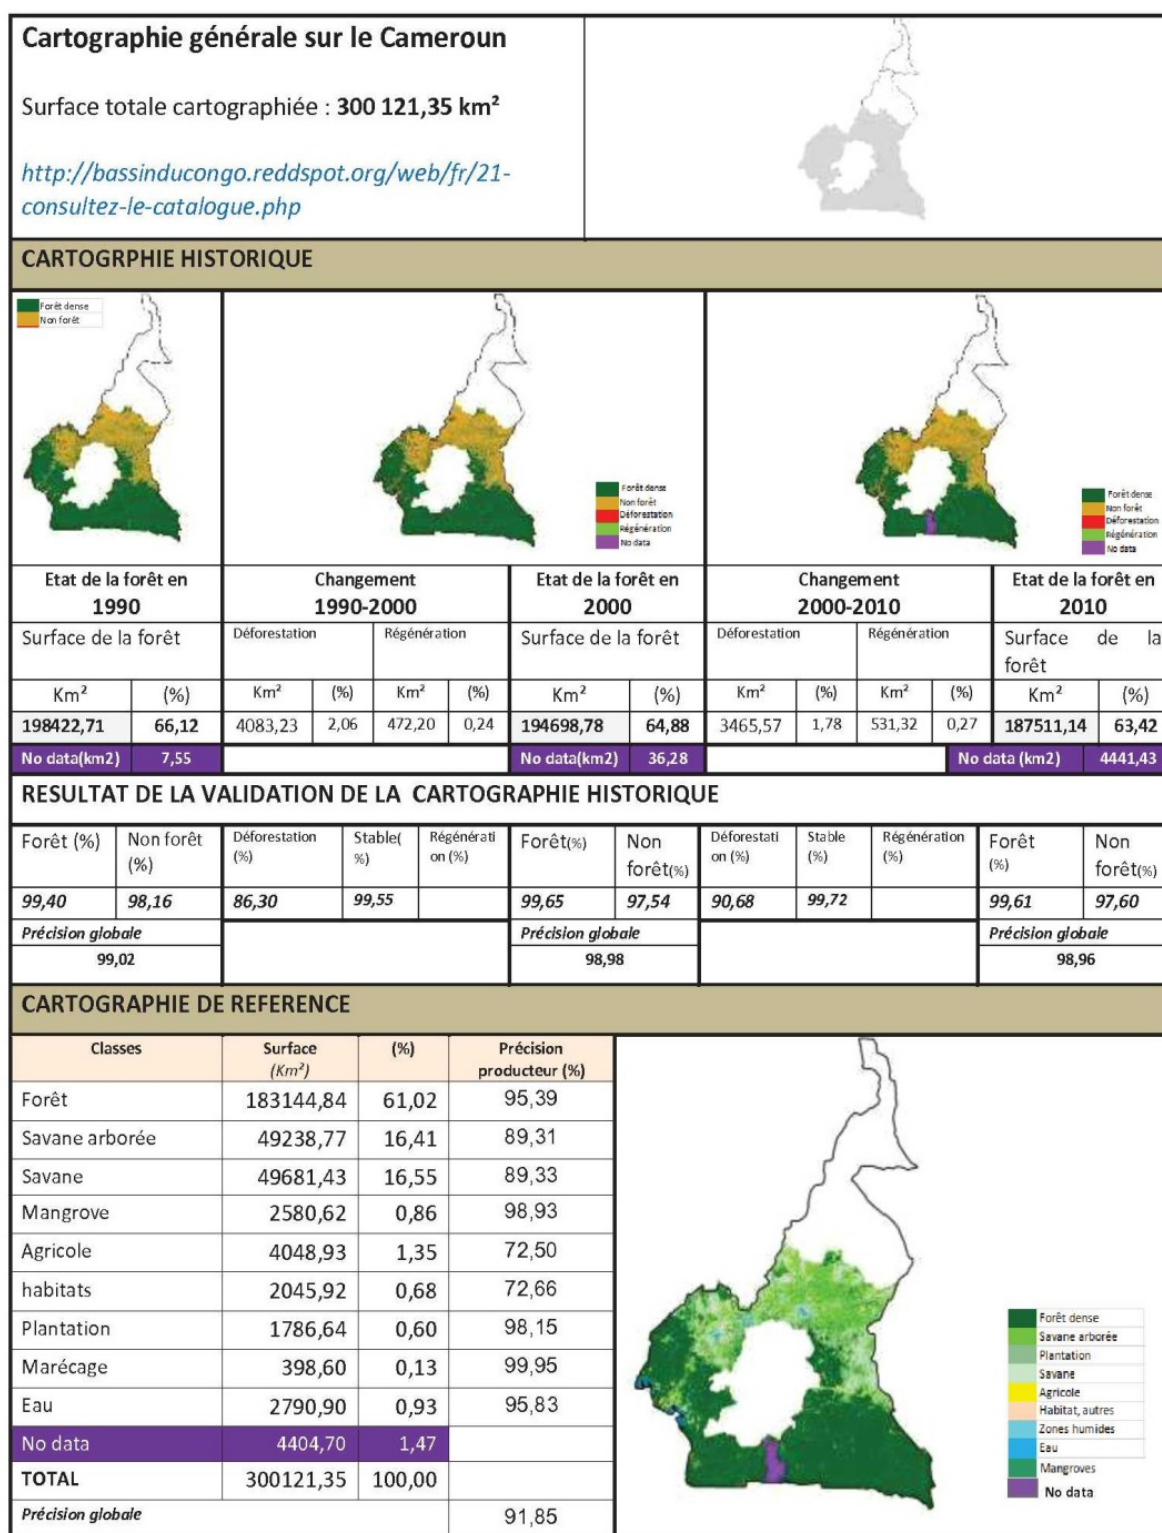 Cartographie générale sur le Cameroun
Surface totale cartographiée : 300 121,35 km²
http://bassinducongo.reddspot.org/web/fr/21-
consultez-le-catalogue.php
CARTOGRPHIE HISTORIQUE
Forêt dense
Non forêt
Forêt dense
Non forêt
Déforestation
Régénération
No data
Forêt dense
Non forêt
Déforestation
Régénération
No data
Etat de la forêt en 1990
Changement 1990-2000
Etat de la forêt en 2000
Changement 2000-2010
Etat de la forêt en 2010
Surface de la forêt Déforestation Régénération Surface de la forêt Déforestation Régénération Surface de la forêt
Km² (%) Km² (%) Km² (%) Km² (%) Km² (%) Km² (%) Km² (%)
198422,71 66,12 4083,23 2,06 472,20 0,24 194698,78 64,88 3465,57 1,78 531,32 0,27 187511,14 63,42
No data(km2) 7,55 No data(km2) 36,28 No data (km2) 4441,43
RESULTAT DE LA VALIDATION DE LA CARTOGRAPHIE HISTORIQUE
Forêt (%) Non forêt (%) Déforestation (%) Stable( %) Régénérati on (%) Forêt(%) Non forêt(%) Déforestati on (%) Stable (%) Régénération (%) Forêt (%) Non forêt(%)
99,40 98,16 86,30 99,55 99,65 97,54 90,68 99,72 99,61 97,60
Précision globale Précision globale Précision globale
99,02 98,98 98,96
CARTOGRAPHIE DE REFERENCE
Classes Surface (Km²) (%) Précision producteur (%)
Forêt 183144,84 61,02 95,39
Savane arborée 49238,77 16,41 89,31
Savane 49681,43 16,55 89,33
Mangrove 2580,62 0,86 98,93
Agricole 4048,93 1,35 72,50
habitats 2045,92 0,68 72,66
Plantation 1786,64 0,60 98,15
Marécage 398,60 0,13 99,95
Eau 2790,90 0,93 95,83
No data 4404,70 1,47
TOTAL 300121,35 100,00
Précision globale 91,85
Forêt dense
Savane arborée
Plantation
Savane
Agricole
Habitat, autres
Zones humides
Eau
Mangroves
No data